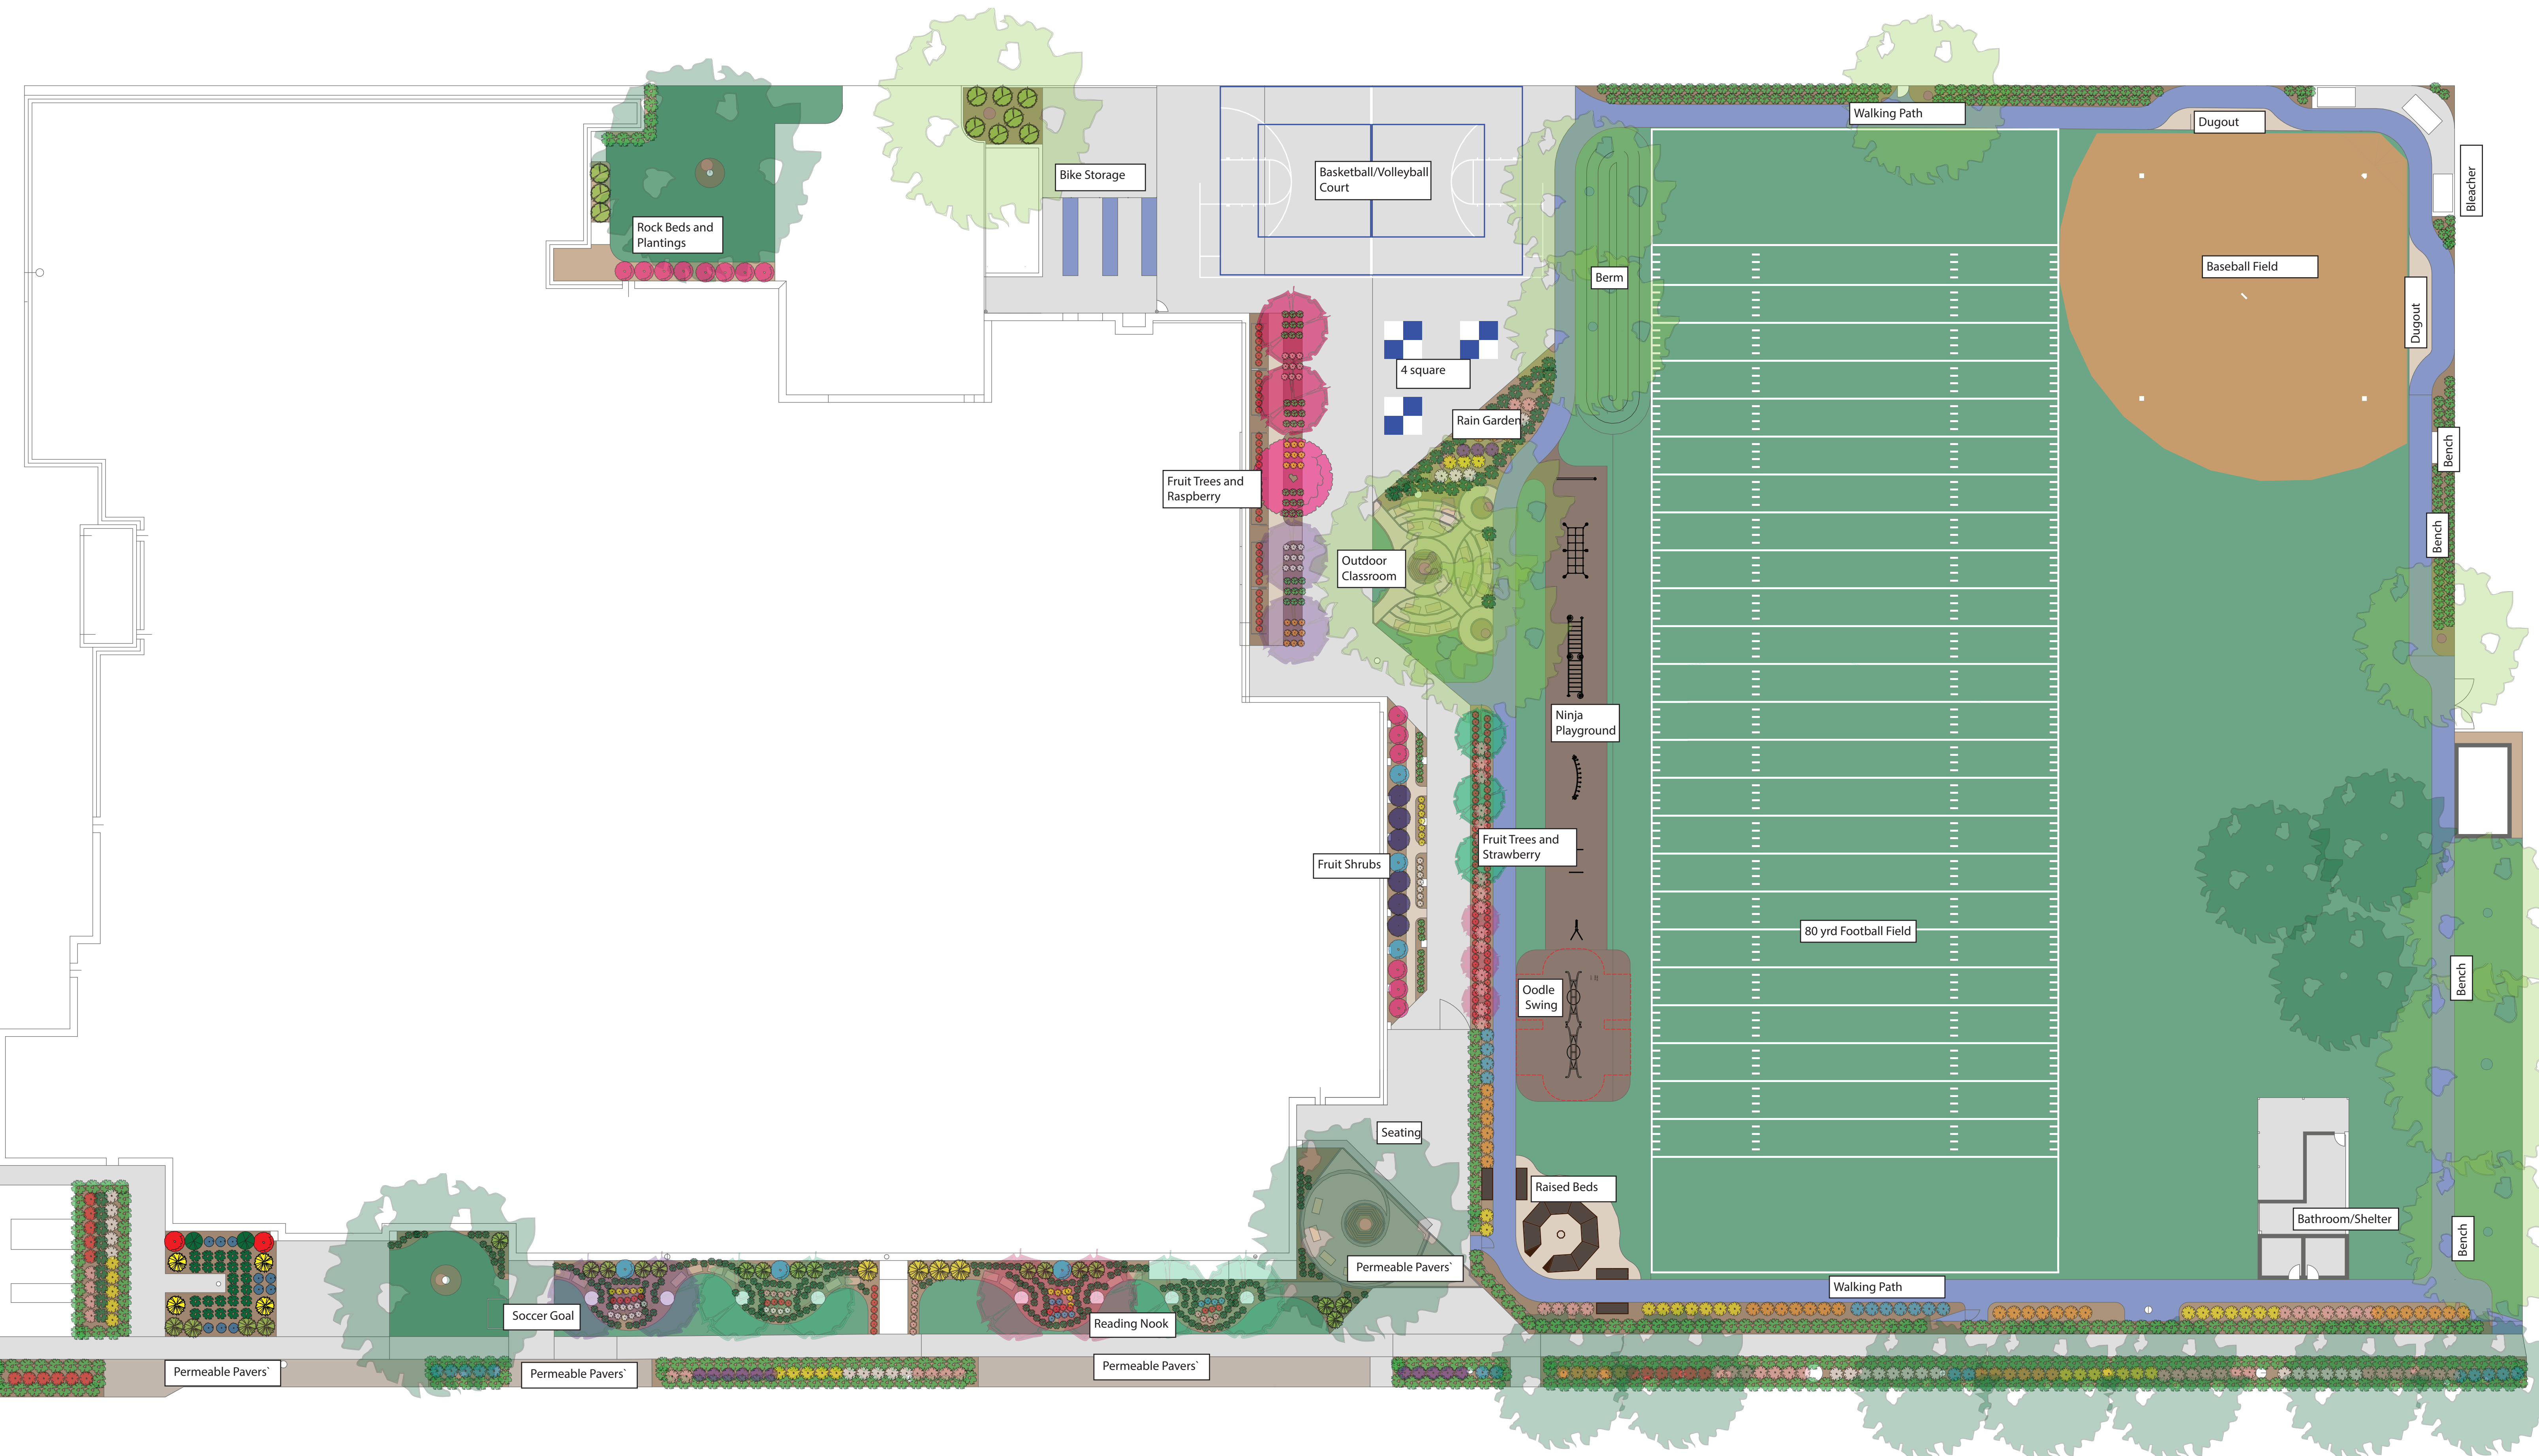 Walking Path
Dugout
Basketball/Volleyball
Court
Bike Storage
Bleacher
Rock Beds and
Plantings
Baseball Field
Berm
Dugout
4 square
Rain Garden
Bench
Fruit Trees and
Raspberry
Bench
Outdoor
Classroom
Ninja
Playground
Fruit Trees and
Strawberry
Fruit Shrubs
80 yrd Football Field
Bench
Oodle
Swing
Seating
Raised Beds
Bathroom/Shelter
Bench
Permeable Pavers`
Walking Path
Soccer Goal
Reading Nook
Permeable Pavers`
Permeable Pavers`
Permeable Pavers`